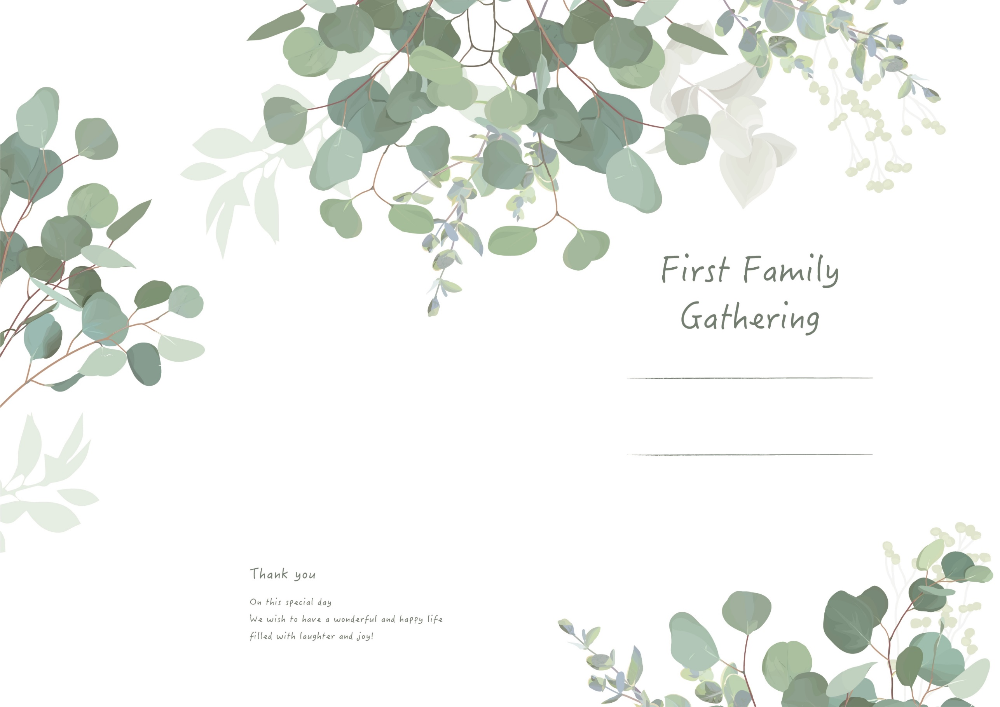 First Family
Gathering
Thank you
On this special day
We wish to have a wonderful and happy life
filled with laughter and joy!